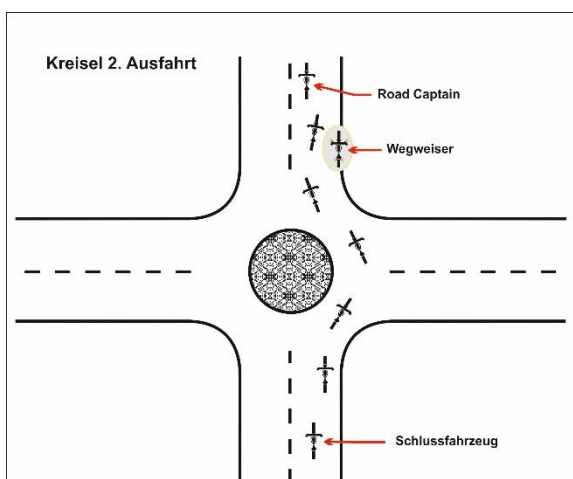 Kreisel 2. Ausfahrt
Road Captain
Wegweiser
Schlussfahrzeug